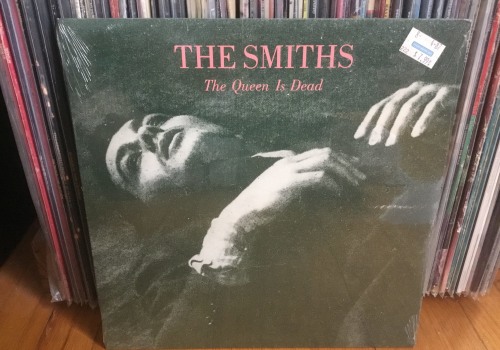 THE SMITHS
The Queen Is Dead